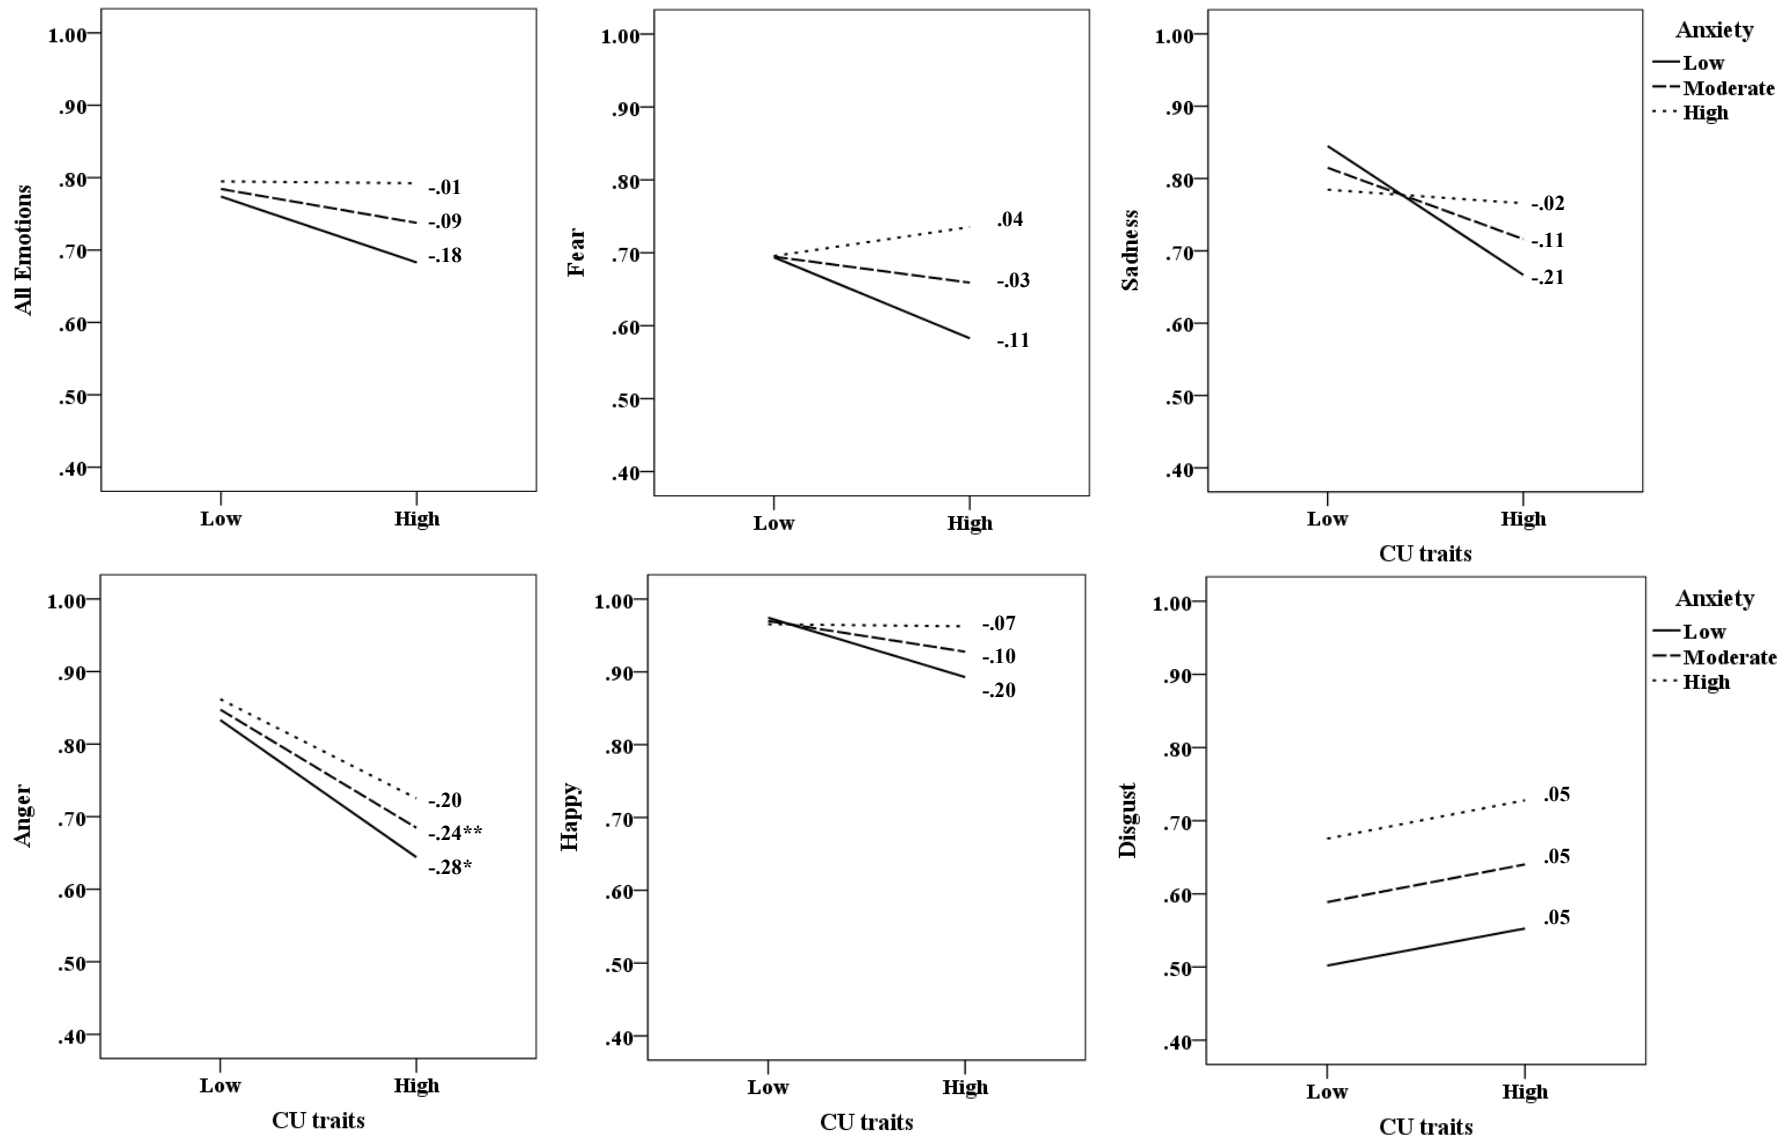 All Emotions
1.00
.90
.80
.70
.60
.50
.40
-.01
-.09
-.18
Low
High
Fear
1.00
.90
.80
.70
.60
.50
.40
.04
-.03
-.11
Low
High
Sadness
1.00
.90
.80
.70
.60
.50
.40
-.02
-.11
-.21
Low
High
CU traits
Anxiety
Low
Moderate
High
Anger
1.00
.90
.80
.70
.60
.50
.40
-.20
-.24**
-.28*
Low
High
CU traits
Happy
1.00
.90
.80
.70
.60
.50
.40
-.07
-.10
-.20
Low
High
CU traits
Disgust
1.00
.90
.80
.70
.60
.50
.40
.05
.05
.05
Low
High
CU traits
Anxiety
Low
Moderate
High